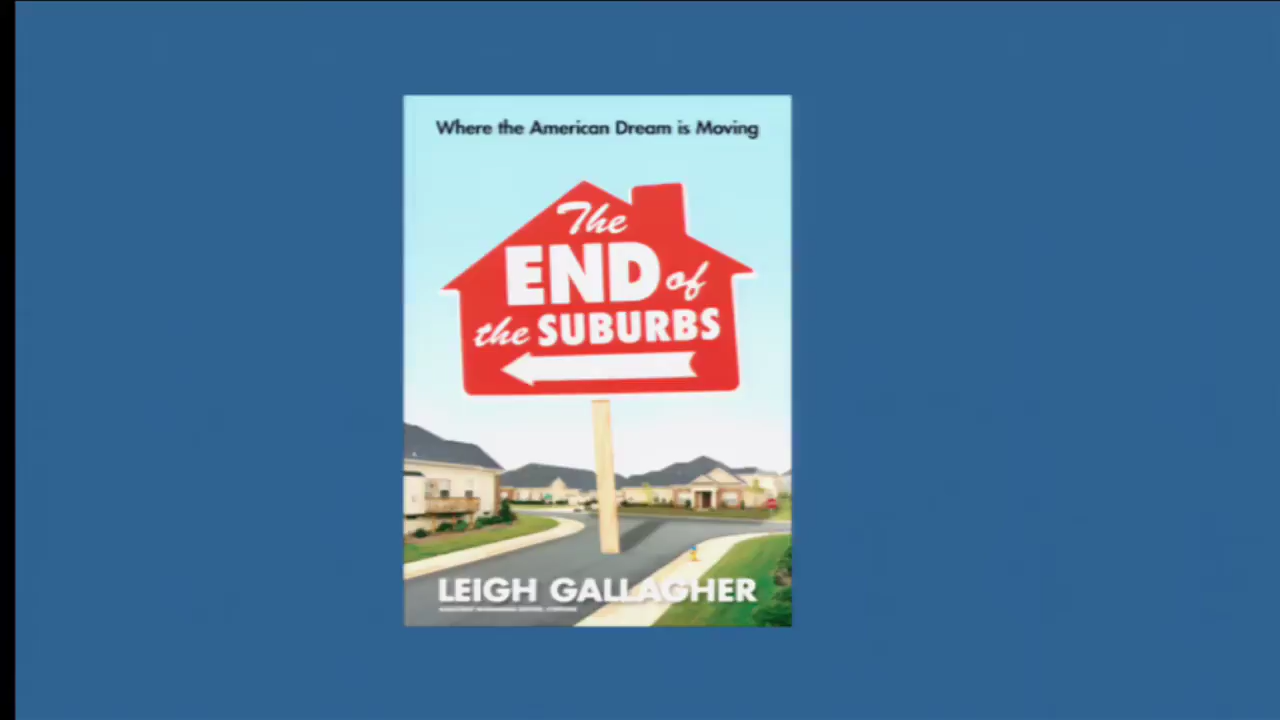 Where the American Dream is Moving
The
END of
the SUBURBS
LEIGH GALLAGHER